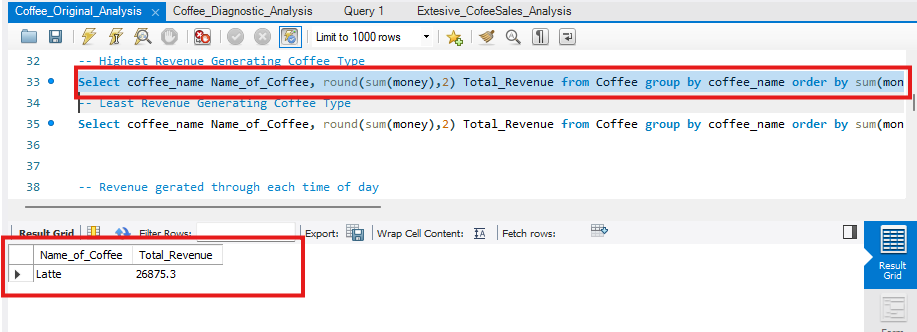 Coffee_Original_Analysis Coffee_Diagnostic_Analysis Query 1 Extesive_CofeeSales_Analysis
Limit to 1000 rows
32 -- Highest Revenue Generating Coffee Type
33 Select coffee_name Name_of_Coffee, round(sum(money),2) Total_Revenue from Coffee group by coffee_name order by sum(mon
34 -- Least Revenue Generating Coffee Type
35 Select coffee_name Name_of_Coffee, round(sum(money),2) Total_Revenue from Coffee group by coffee_name order by sum(mon
36
37
38 -- Revenue gerated through each time of day
Result Grid Filter Rows: Export: Wrap Cell Content: Fetch rows:
Name_of_Coffee Total_Revenue
Latte 26875.3
Result
Grid
Form